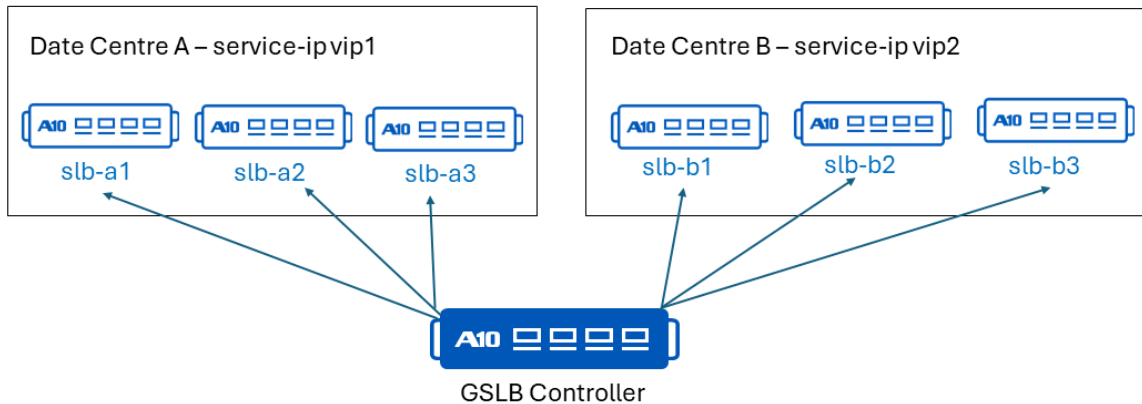 Date Centre A – service-ip vip1
Date Centre B – service-ip vip2
A10
A10
A10
A10
A10
A10
slb-a1
slb-a2
slb-a3
slb-b1
slb-b2
slb-b3
A10
GSLB Controller